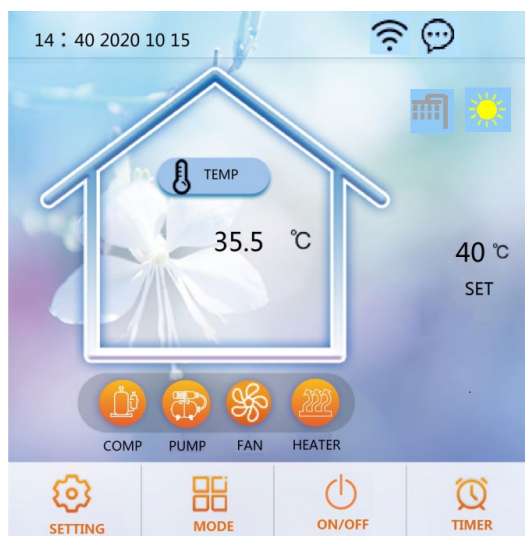 14：40 2020 10 15
TEMP
35.5 ℃
40 ℃
SET
COMP PUMP FAN HEATER
SETTING MODE ON/OFF TIMER